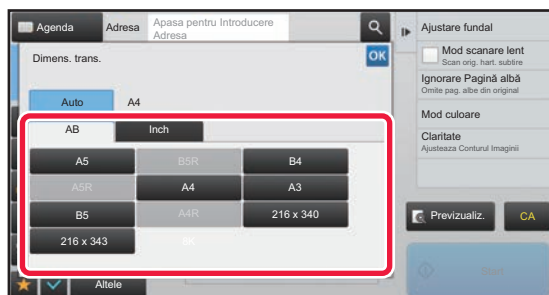 Agenda
Adresa
Apasa pentru Introducere
Adresa
Dimens. trans.
OK
Auto
A4
AB
Inch
A5
B5R
B4
A5R
A4
A3
B5
A4R
216 x 340
216 x 343
8K
Altele
Ajustare fundal
Mod scanare lent
Scan orig. hart. subtire
Ignorare Pagină albă
Omite pag. albe din original
Mod culoare
Claritate
Ajusteaza Conturul Imaginii
Previzualiz.
CA
Start